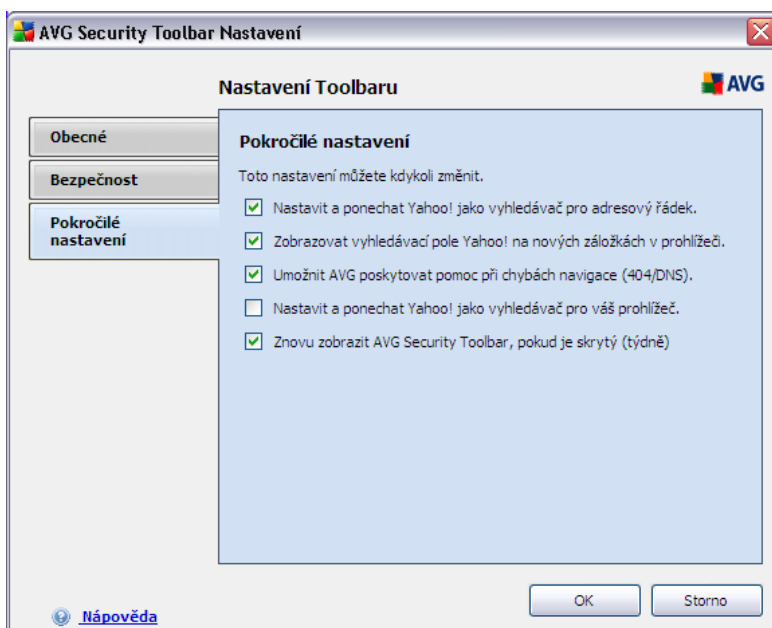 AVG Security Toolbar Nastavení
Nastavení Toolbaru
AVG
Obecné
Bezpečnost
Pokročilé
nastavení
Pokročilé nastavení
Toto nastavení můžete kdykoli změnit.
Nastavit a ponechat Yahoo! jako vyhledávač pro adresový řádek.
Zobrazovat vyhledávací pole Yahoo! na nových záložkách v prohlížeči.
Umožnit AVG poskytovat pomoc při chybách navigace (404/DNS).
Nastavit a ponechat Yahoo! jako vyhledávač pro váš prohlížeč.
Znovu zobrazit AVG Security Toolbar, pokud je skrytý (týdně)
Nápověda
OK
Storno